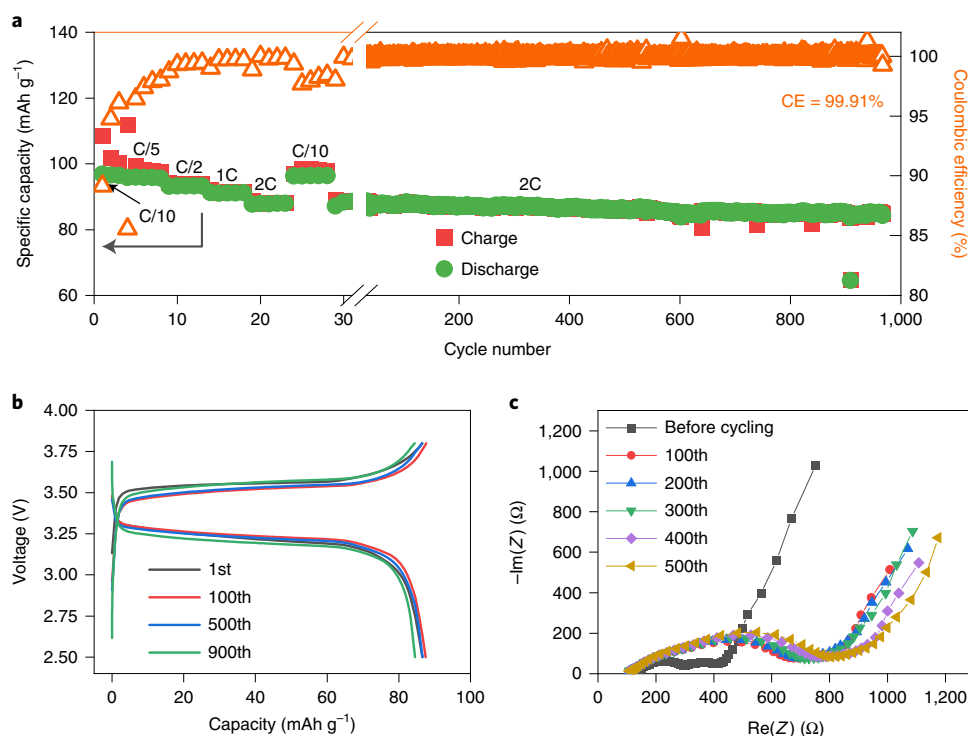 a
140
120
100
80
60
Specific capacity (mAh g⁻¹)
C/5
C/2
1C
2C
C/10
C/10
2C
CE = 99.91%
Charge
Discharge
100
95
90
85
80
Coulombic efficiency (%)
0 10 20 30 200 400 600 800 1,000
Cycle number
b
4.00
3.75
3.50
3.25
3.00
2.75
2.50
Voltage (V)
1st
100th
500th
900th
0 20 40 60 80 100
Capacity (mAh g⁻¹)
c
1,200
1,000
800
600
400
200
0
–Im(Z) (Ω)
Before cycling
100th
200th
300th
400th
500th
0 200 400 600 800 1000 1,200
Re(Z) (Ω)